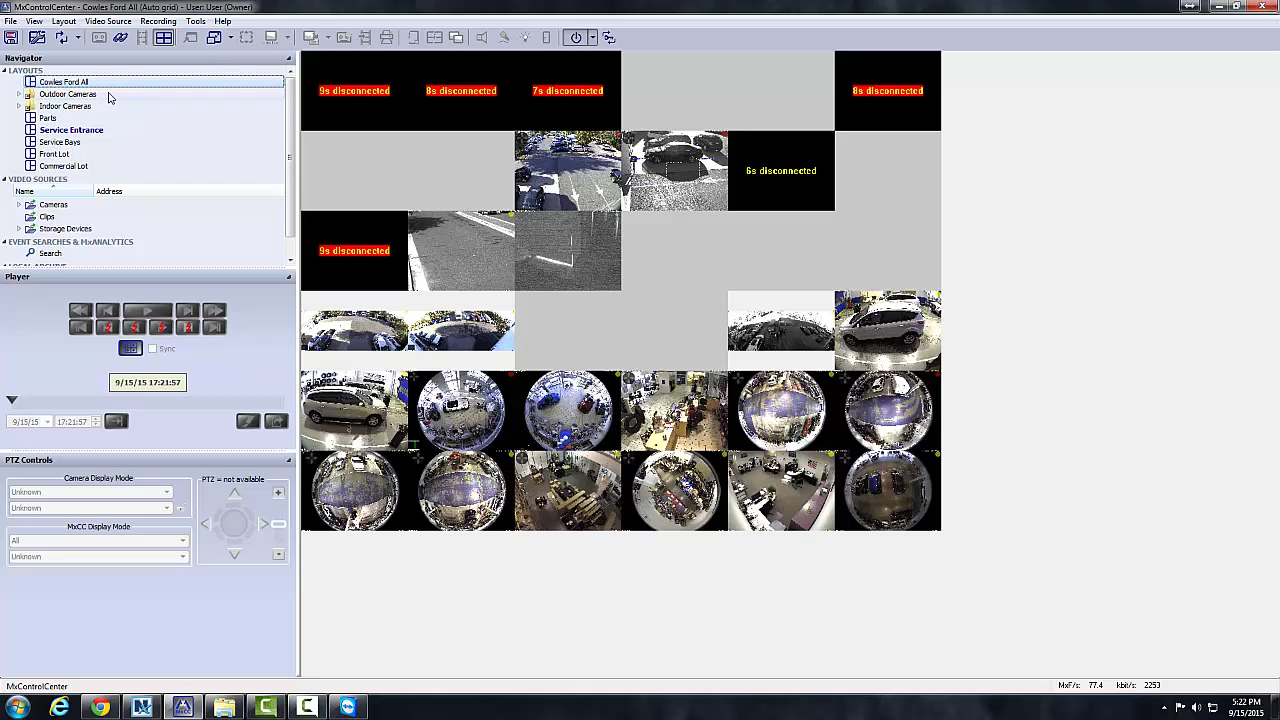 MxControlCenter - Cowles Ford All (Auto grid) - User: User (Owner)
File View Layout Video Source Recording Tools Help
Navigator
LAYOUTS
Cowles Ford All
Outdoor Cameras
Indoor Cameras
Parts
Service Entrance
Service Bays
Front Lot
Commercial Lot
VIDEO SOURCES
Name Address
Cameras
Clips
Storage Devices
EVENT SEARCHES & MxANALYTICS
Search
Player
Sync
9/15/15 17:21:57
9/15/15 17:21:57
PTZ Controls
Camera Display Mode
Unknown
Unknown
MxCC Display Mode
All
Unknown
PTZ = not available
9s disconnected 8s disconnected 7s disconnected 8s disconnected
6s disconnected
9s disconnected
MxControlCenter
MxF/s: 77.4 kbit/s: 2253
5:22 PM
9/15/2015